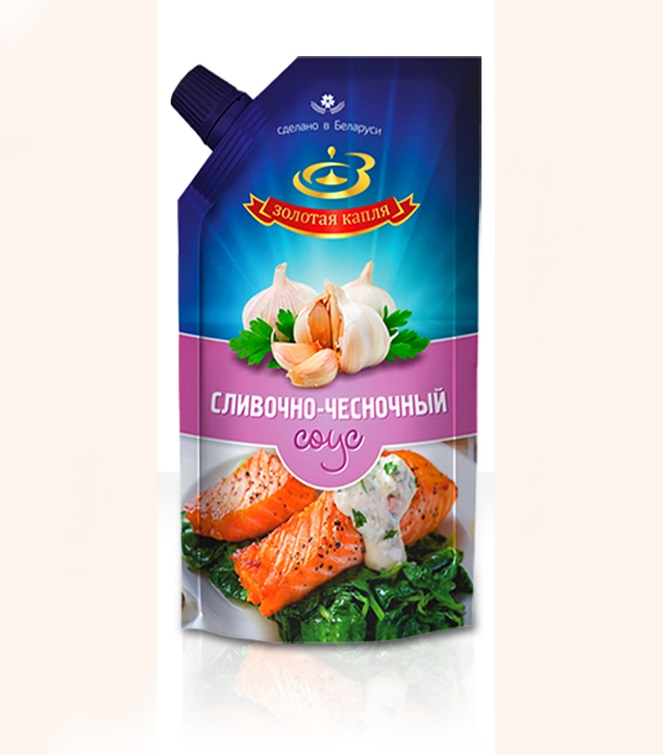 сделано в Беларуси
ЗОЛОТАЯ КАПЛЯ
СЛИВОЧНО-ЧЕСНОЧНЫЙ
соус